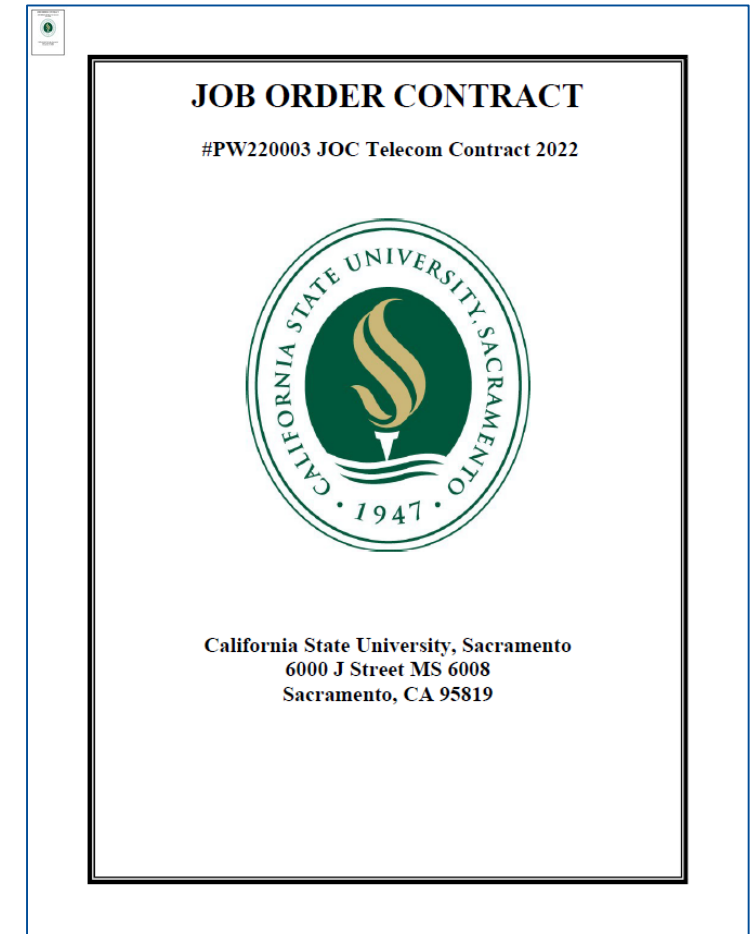 JOB ORDER CONTRACT
#PW220003 JOC Telecom Contract 2022
CALIFORNIA STATE UNIVERSITY, SACRAMENTO
· 1947 ·
California State University, Sacramento
6000 J Street MS 6008
Sacramento, CA 95819